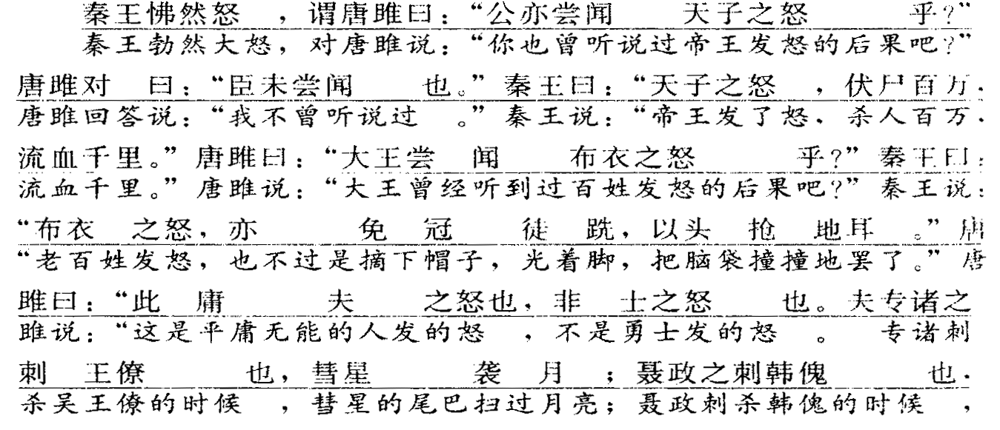 秦王怫然怒，谓唐雎曰：“公亦尝闻天子之怒乎？”
秦王勃然大怒，对唐雎说：“你也曾听说过帝王发怒的后果吧？”
唐雎对曰：“臣未尝闻也。”秦王曰：“天子之怒，伏尸百万，
唐雎回答说：“我不曾听说过。”秦王说：“帝王发了怒，杀人百万，
流血千里。”唐雎曰：“大王尝闻布衣之怒乎？”秦王曰：
流血千里。”唐雎说：“大王曾经听到过百姓发怒的后果吧？”秦王说：
“布衣之怒，亦免冠徒跣，以头抢地耳。”唐
“老百姓发怒，也不过是摘下帽子，光着脚，把脑袋撞撞地罢了。”唐
雎曰：“此庸夫之怒也，非士之怒也。夫专诸之
雎说：“这是平庸无能的人发的怒，不是勇士发的怒。专诸刺
刺王僚也，彗星袭月；聂政之刺韩傀也，
杀吴王僚的时候，彗星的尾巴扫过月亮；聂政刺杀韩傀的时候，